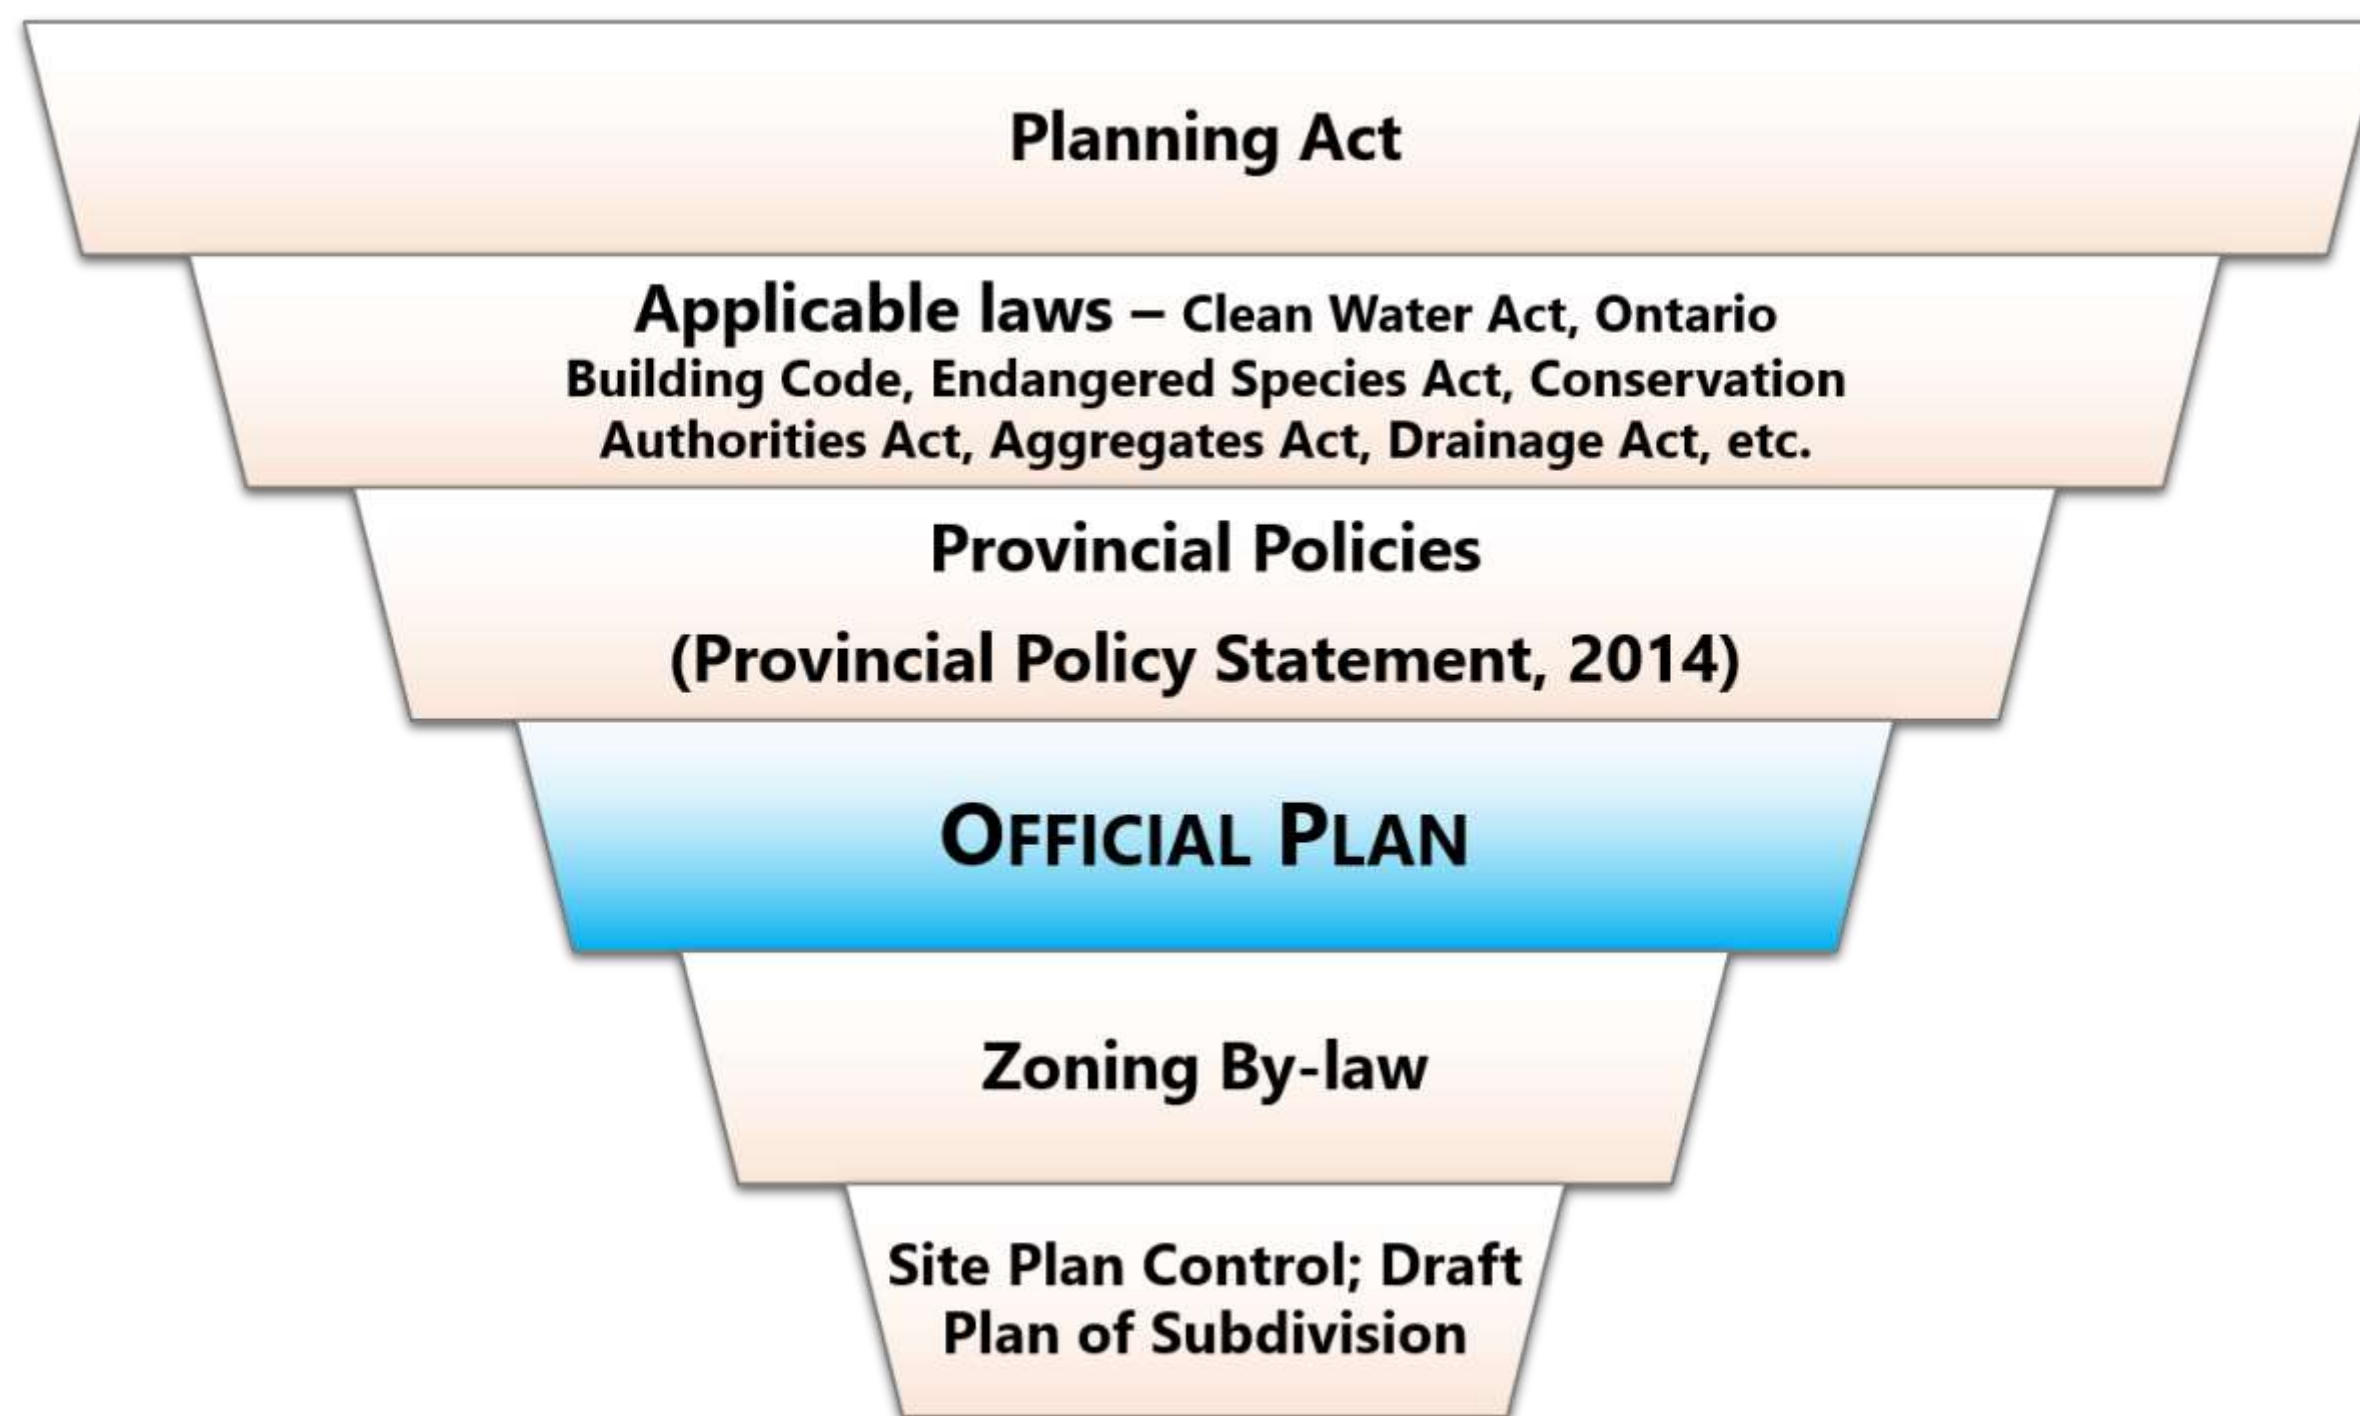 Planning Act
Applicable laws – Clean Water Act, Ontario
Building Code, Endangered Species Act, Conservation
Authorities Act, Aggregates Act, Drainage Act, etc.
Provincial Policies
(Provincial Policy Statement, 2014)
OFFICIAL PLAN
Zoning By-law
Site Plan Control; Draft
Plan of Subdivision